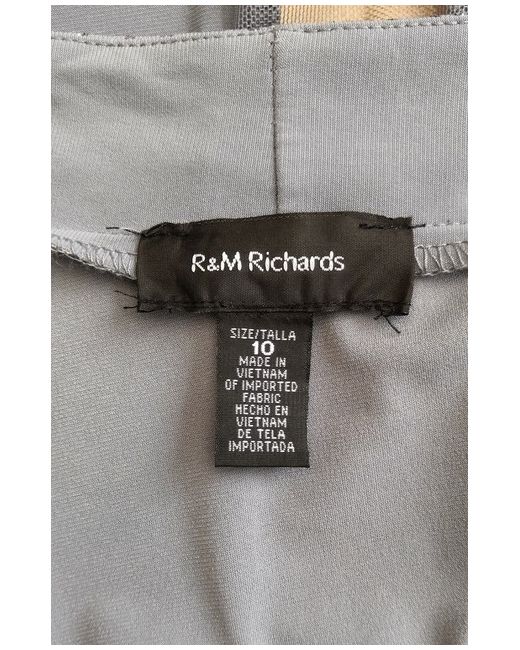 R&M Richards
SIZE/TALLA
10
MADE IN
VIETNAM
OF IMPORTED
FABRIC
HECHO EN
VIETNAM
DE TELA
IMPORTADA